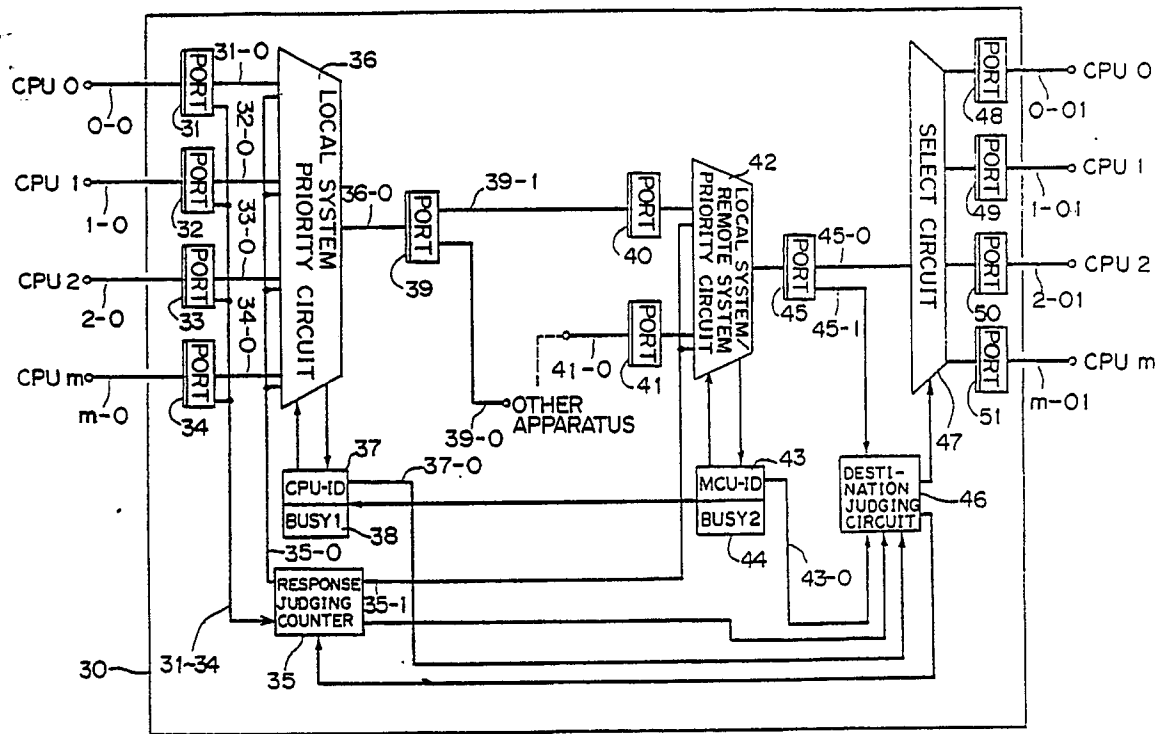 CPU 0
0-0
PORT
31
31-0
CPU 1
1-0
PORT
32
32-0
CPU 2
2-0
PORT
33
33-0
CPU m
m-0
PORT
34
34-0
36
LOCAL SYSTEM
PRIORITY CIRCUIT
36-0
PORT
39
39-1
39-0
OTHER
APPARATUS
PORT
40
41-0
PORT
41
42
LOCAL SYSTEM/
REMOTE SYSTEM
PRIORITY CIRCUIT
PORT
45
45-0
45-1
SELECT CIRCUIT
47
PORT
48
CPU 0
0-01
PORT
49
CPU 1
1-01
PORT
50
CPU 2
2-01
PORT
51
CPU m
m-01
37
37-0
CPU-ID
BUSY1
38
43
MCU-ID
BUSY2
44
43-0
DESTI-
NATION
JUDGING
CIRCUIT
46
35-0
RESPONSE
JUDGING
COUNTER
35-1
35
31~34
30